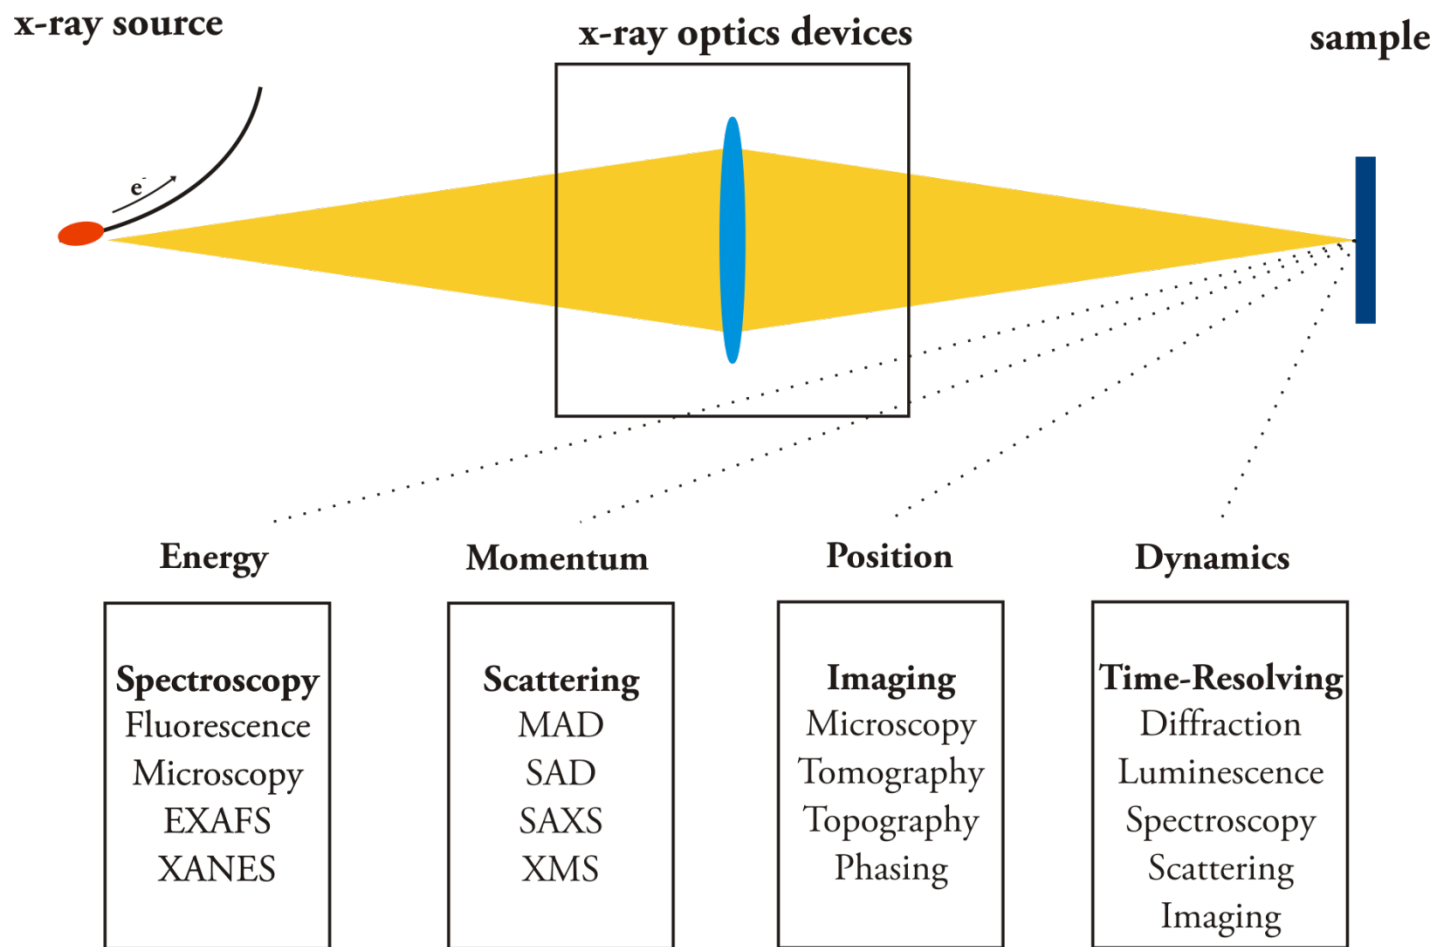 x-ray source
x-ray optics devices
sample
e⁻
Energy
Momentum
Position
Dynamics
Spectroscopy
Fluorescence
Microscopy
EXAFS
XANES
Scattering
MAD
SAD
SAXS
XMS
Imaging
Microscopy
Tomography
Topography
Phasing
Time-Resolving
Diffraction
Luminescence
Spectroscopy
Scattering
Imaging